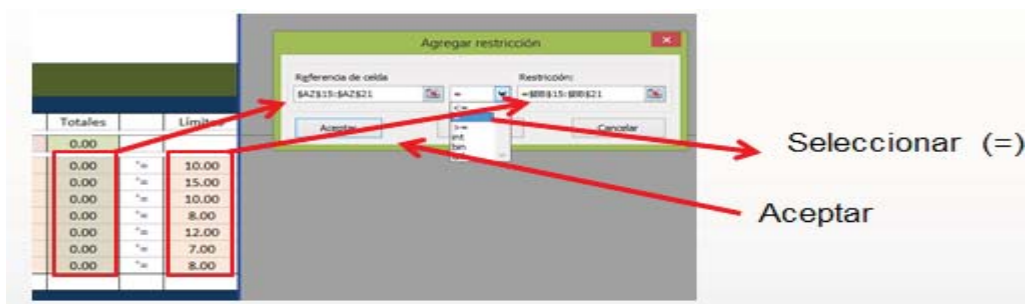 Agregar restricción
Referencia de celda
Restricción:
$AZ$15:$AZ$21
=
=$BB$15:$BB$21
<=
>=
int
bin
Aceptar
Cancelar
Totales
Límites
0.00
0.00 "= 10.00
0.00 "= 15.00
0.00 "= 10.00
0.00 "= 8.00
0.00 "= 12.00
0.00 "= 7.00
0.00 "= 8.00
Seleccionar (=)
Aceptar